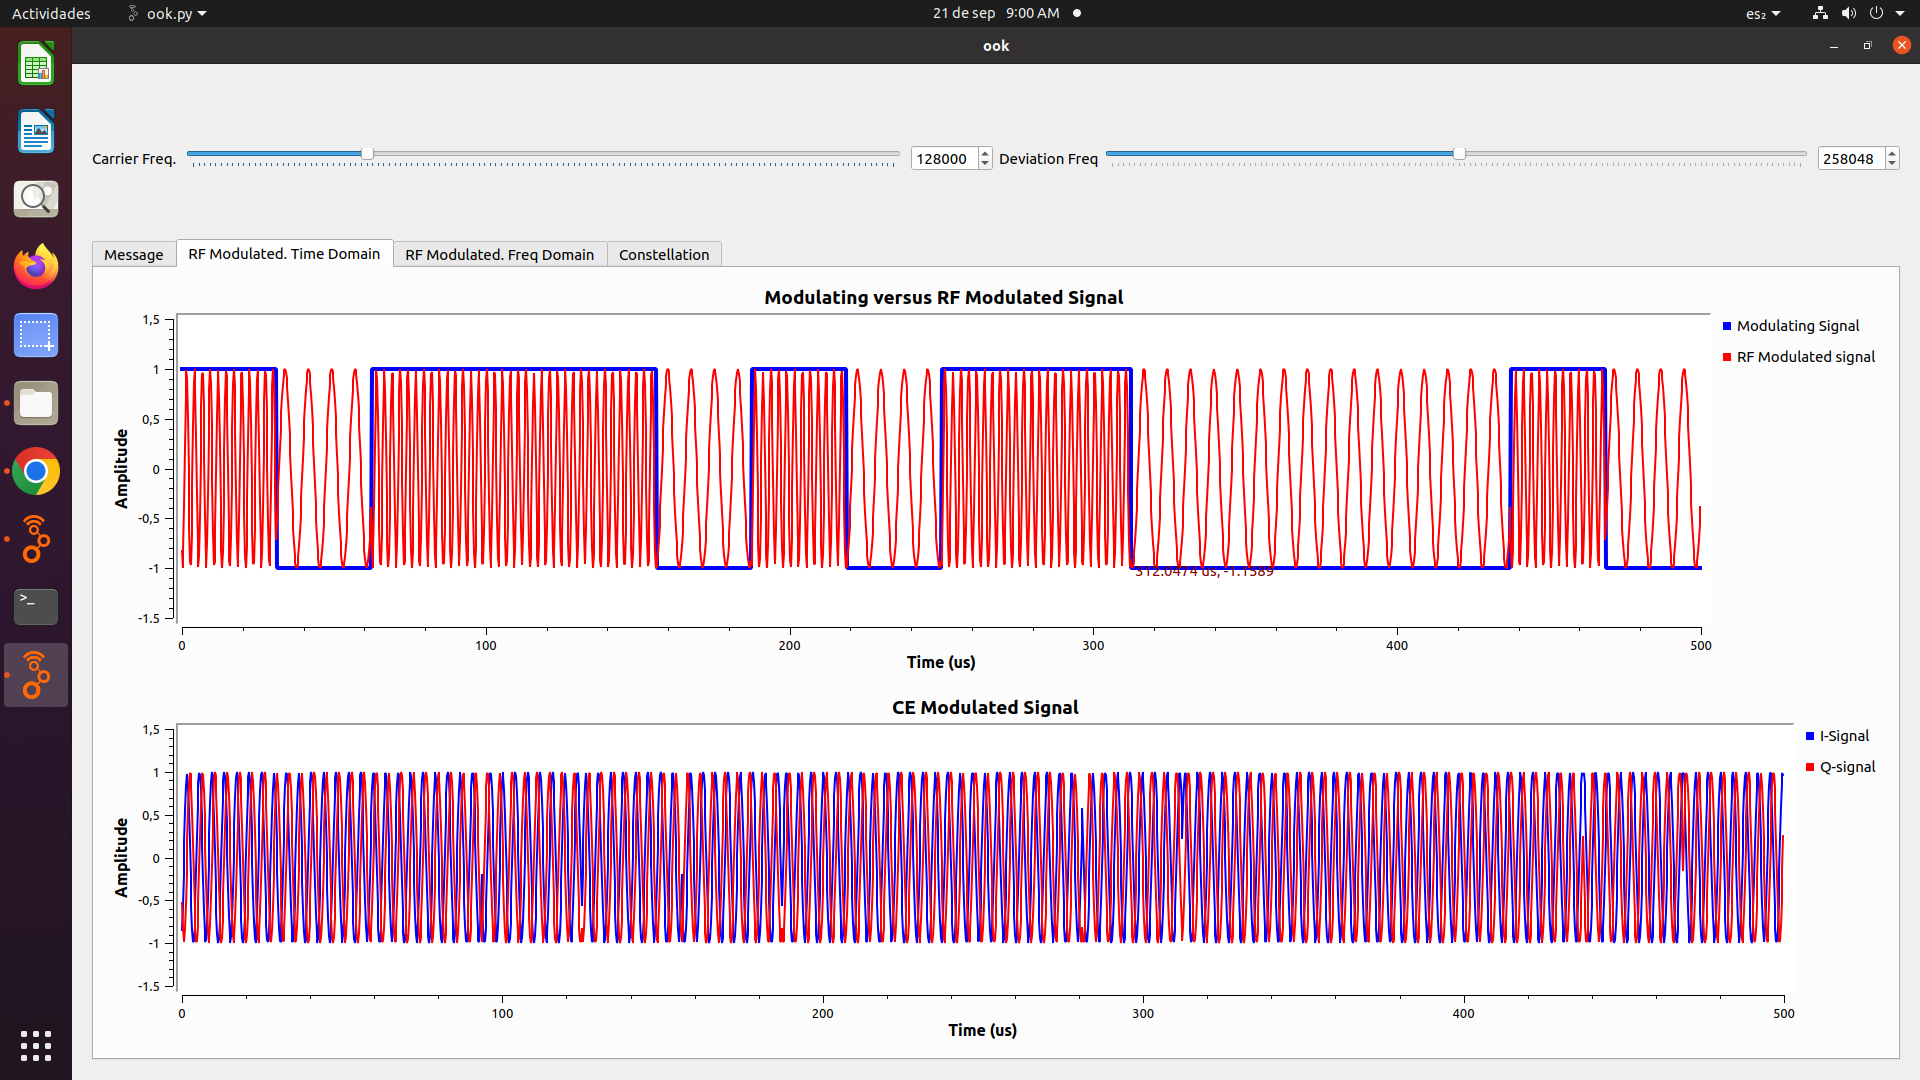 Actividades ook.py 21 de sep 9:00 AM es₂
ook
Carrier Freq. 128000 Deviation Freq 258048
Message RF Modulated. Time Domain RF Modulated. Freq Domain Constellation
Modulating versus RF Modulated Signal
1,5
1
0,5
0
-0,5
-1
-1.5
Amplitude
Modulating Signal
RF Modulated signal
312.0474 us, -1.1589
0 100 200 300 400 500
Time (us)
CE Modulated Signal
1,5
1
0,5
0
-0,5
-1
-1.5
Amplitude
I-Signal
Q-signal
0 100 200 300 400 500
Time (us)